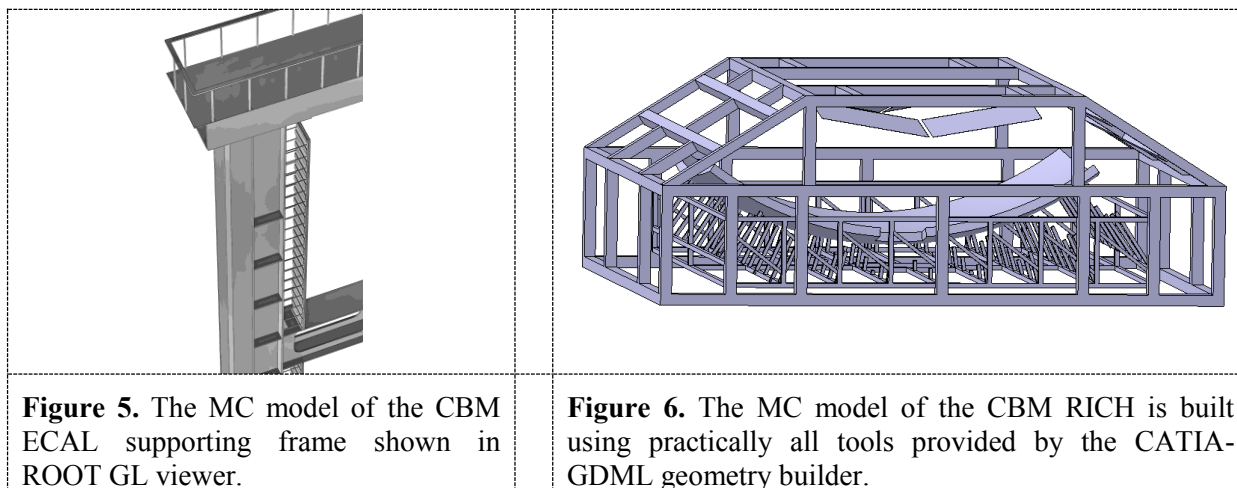 Figure 5. The MC model of the CBM
ECAL supporting frame shown in
ROOT GL viewer.
Figure 6. The MC model of the CBM RICH is built
using practically all tools provided by the CATIA-
GDML geometry builder.